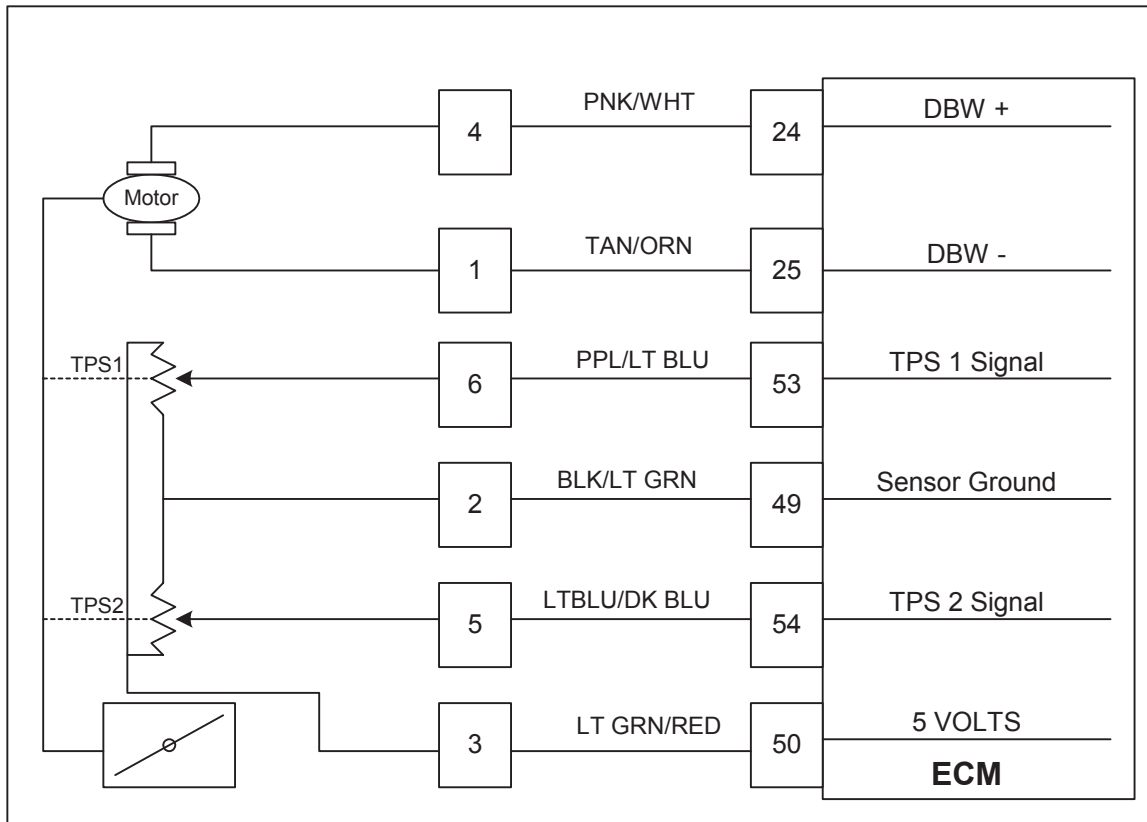 PNK/WHT
4
24
DBW +
Motor
TAN/ORN
1
25
DBW -
TPS1
PPL/LT BLU
6
53
TPS 1 Signal
BLK/LT GRN
2
49
Sensor Ground
TPS2
LTBLU/DK BLU
5
54
TPS 2 Signal
LT GRN/RED
3
50
5 VOLTS
ECM